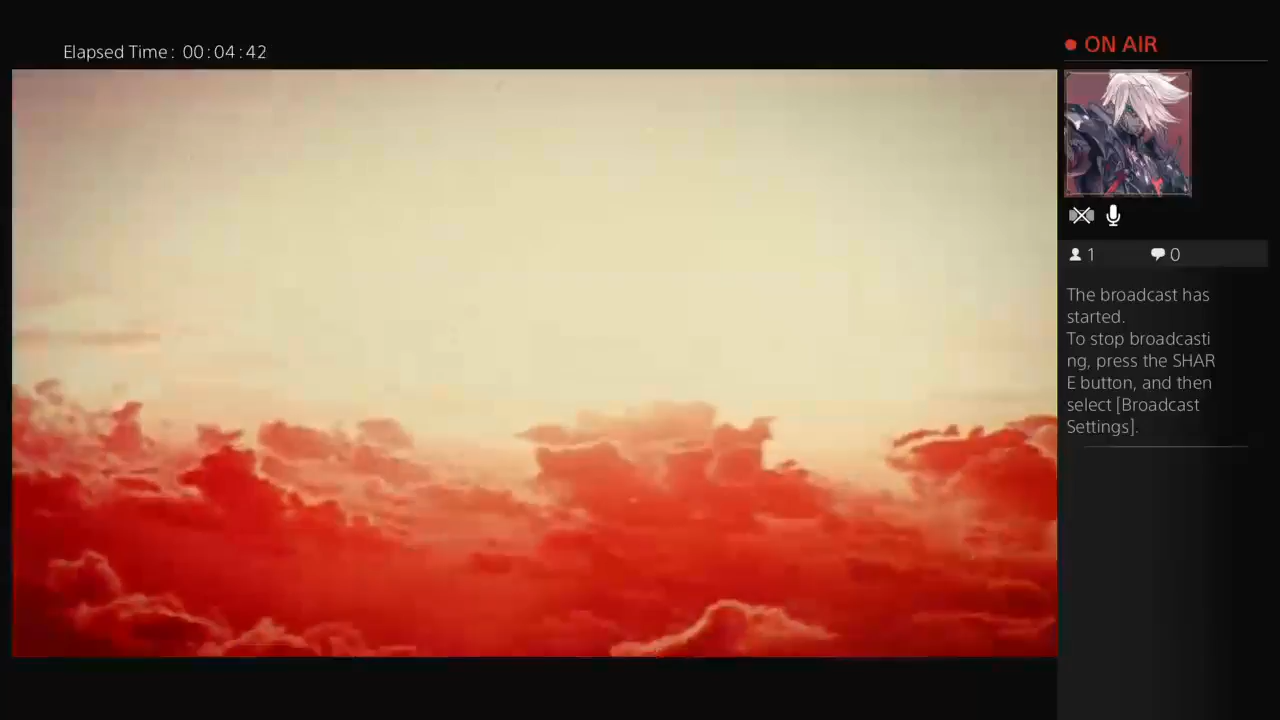 Elapsed Time: 00:04:42
ON AIR
1 0
The broadcast has
started.
To stop broadcasti
ng, press the SHAR
E button, and then
select [Broadcast
Settings].